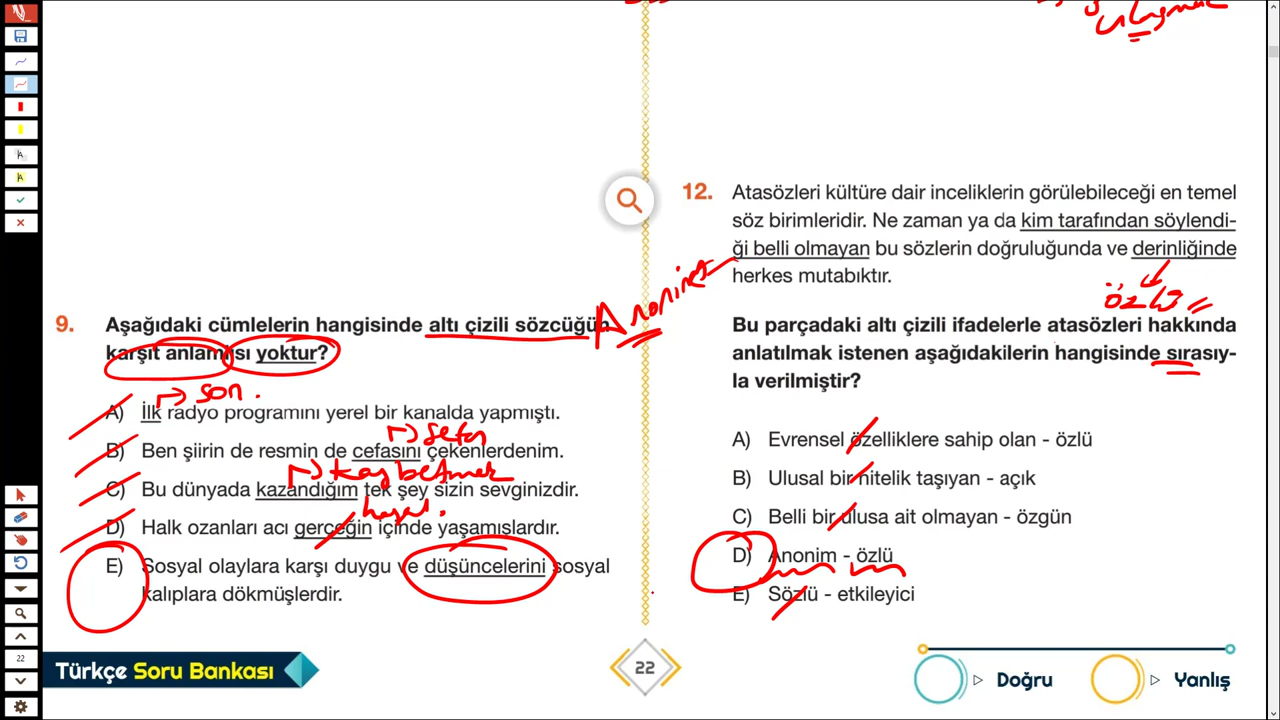 ulaşmak
9. Aşağıdaki cümlelerin hangisinde altı çizili sözcüğün
karşıt anlamlısı yoktur?
son.
A) İlk radyo programını yerel bir kanalda yapmıştı.
sefa
B) Ben şiirin de resmin de cefasını çekenlerdenim.
kaybetmek
C) Bu dünyada kazandığım tek şey sizin sevginizdir.
hayal.
D) Halk ozanları acı gerçeğin içinde yaşamışlardır.
E) Sosyal olaylara karşı duygu ve düşüncelerini sosyal
kalıplara dökmüşlerdir.
12. Atasözleri kültüre dair inceliklerin görülebileceği en temel
söz birimleridir. Ne zaman ya da kim tarafından söylendi-
ği belli olmayan bu sözlerin doğruluğunda ve derinliğinde
herkes mutabıktır.
Anonim
özlü
Bu parçadaki altı çizili ifadelerle atasözleri hakkında
anlatılmak istenen aşağıdakilerin hangisinde sırasıy-
la verilmiştir?
A) Evrensel özelliklere sahip olan - özlü
B) Ulusal bir nitelik taşıyan - açık
C) Belli bir ulusa ait olmayan - özgün
D) Anonim - özlü
E) Sözlü - etkileyici
22
Türkçe Soru Bankası
22
Doğru
Yanlış